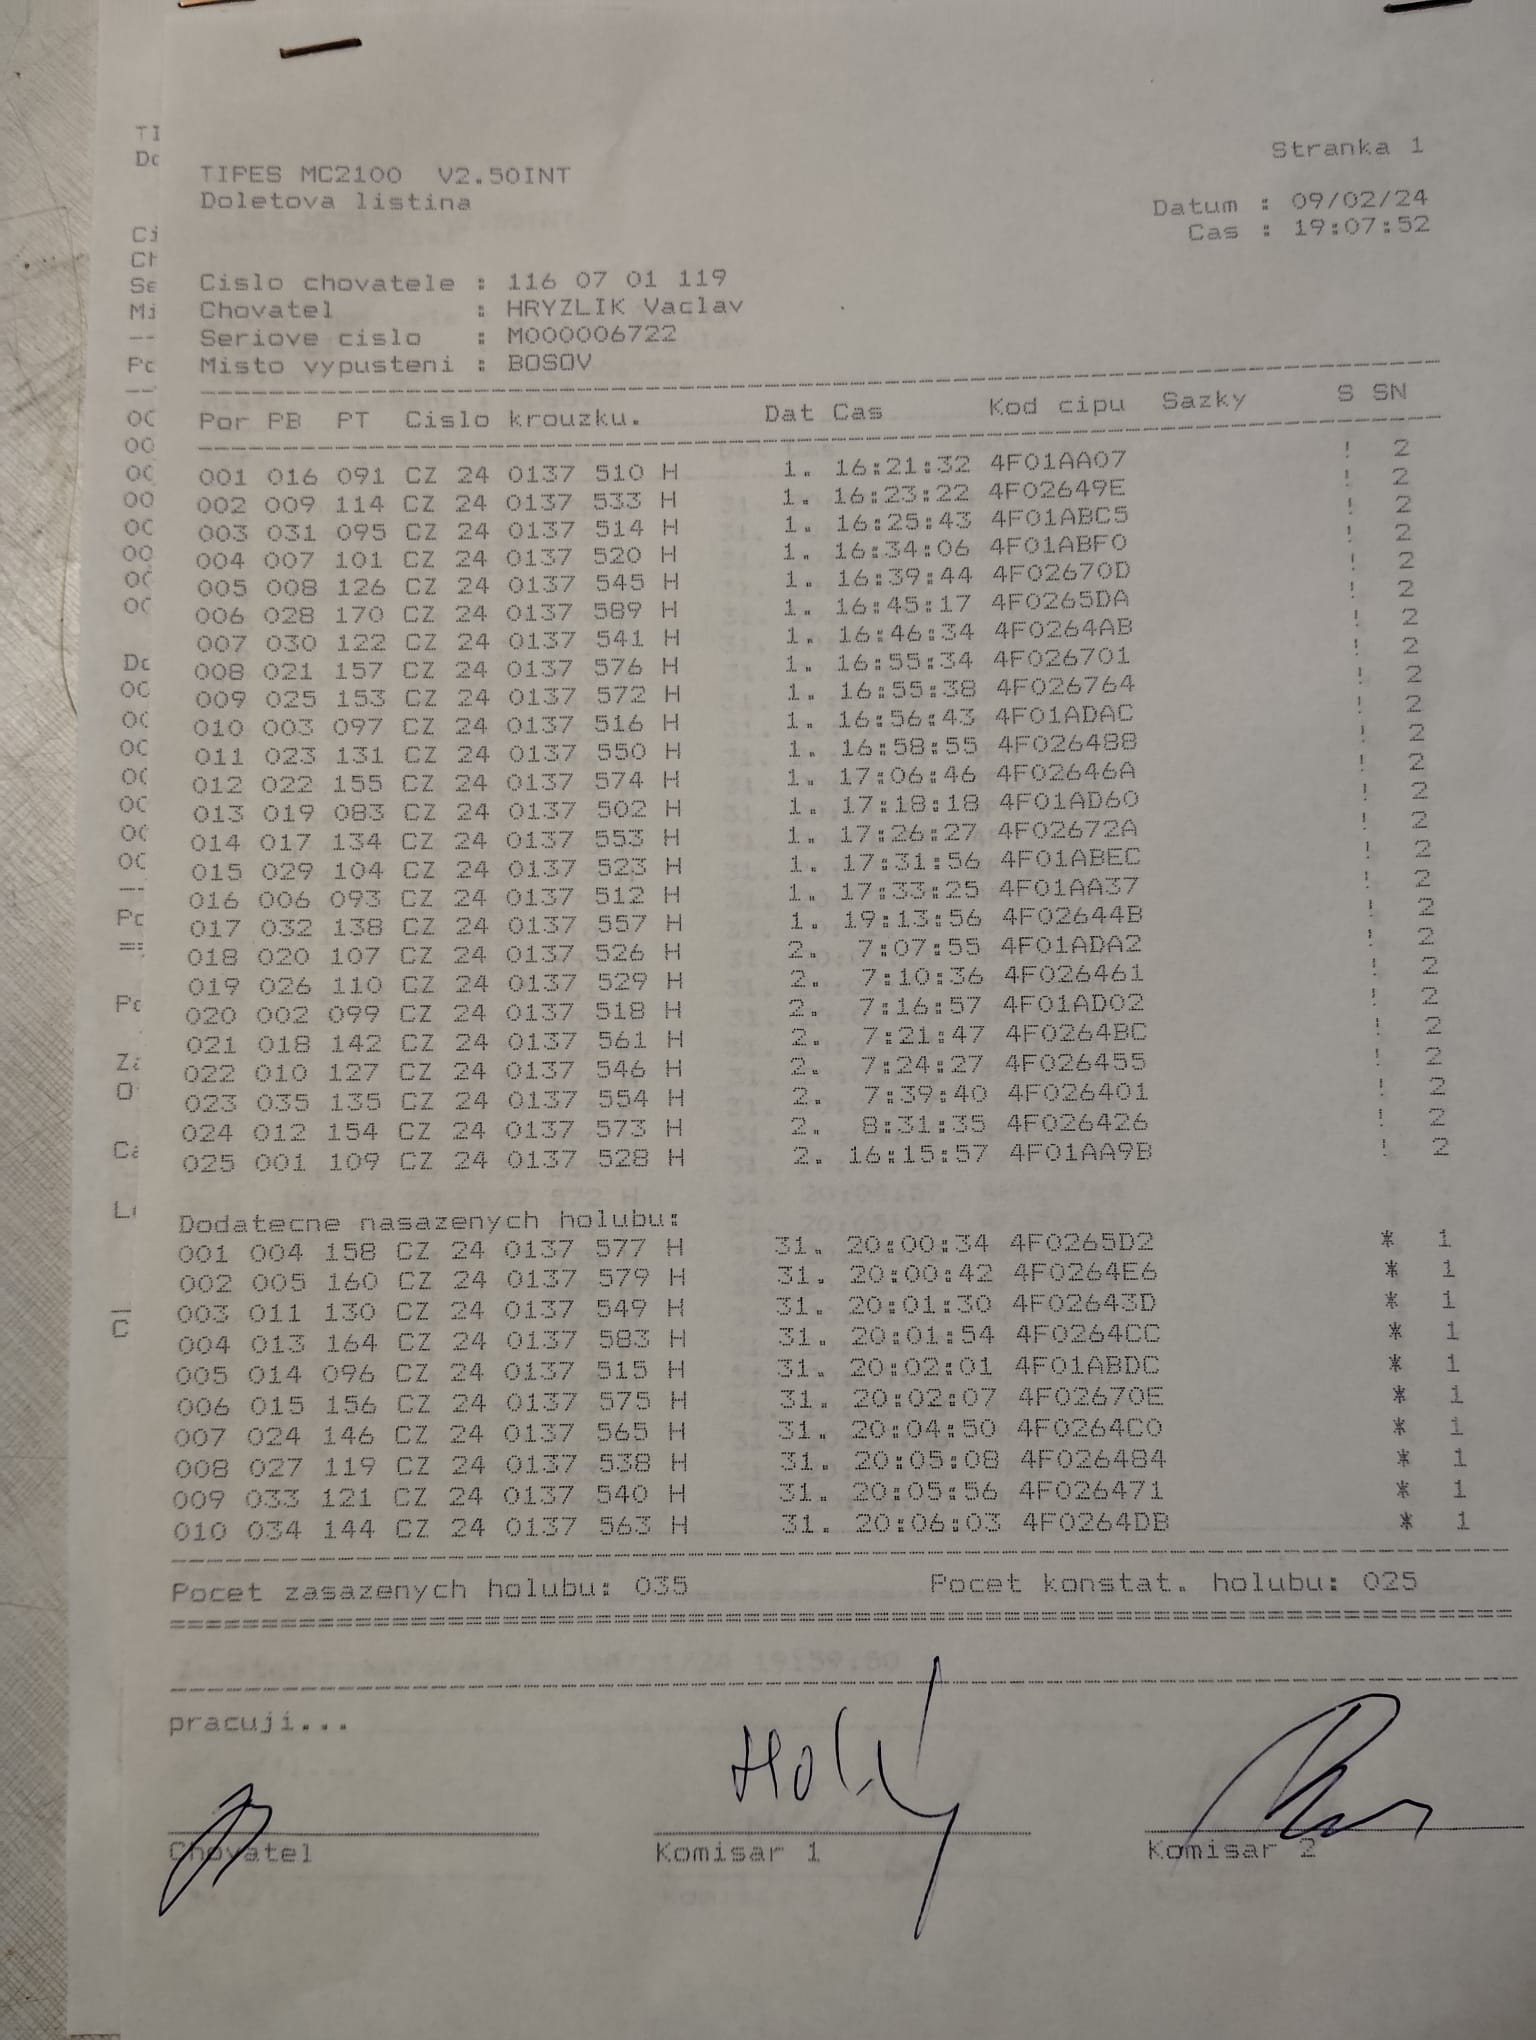 Stranka 1
TIPES MC2100 V2.50INT
Doletova listina
Datum : 09/02/24
Cas : 19:07:52
Cislo chovatele : 116 07 01 119
Chovatel : HRYZLIK Vaclav
Seriove cislo : M000006722
Misto vypusteni : BOSOV
Por PB PT Cislo krouzku. Dat Cas Kod cipu Sazky S SN
001 016 091 CZ 24 0137 510 H 1. 16:21:32 4F01AA07 ! 2
002 009 114 CZ 24 0137 533 H 1. 16:23:22 4F02649E ! 2
003 031 095 CZ 24 0137 514 H 1. 16:25:43 4F01ABC5 ! 2
004 007 101 CZ 24 0137 520 H 1. 16:34:06 4F01ABF0 ! 2
005 008 126 CZ 24 0137 545 H 1. 16:39:44 4F02670D ! 2
006 028 170 CZ 24 0137 589 H 1. 16:45:17 4F0265DA ! 2
007 030 122 CZ 24 0137 541 H 1. 16:46:34 4F0264AB ! 2
008 021 157 CZ 24 0137 576 H 1. 16:55:34 4F026701 ! 2
009 025 153 CZ 24 0137 572 H 1. 16:55:38 4F026764 ! 2
010 003 097 CZ 24 0137 516 H 1. 16:56:43 4F01ADAC ! 2
011 023 131 CZ 24 0137 550 H 1. 16:58:55 4F026488 ! 2
012 022 155 CZ 24 0137 574 H 1. 17:06:46 4F02646A ! 2
013 019 083 CZ 24 0137 502 H 1. 17:18:18 4F01AD60 ! 2
014 017 134 CZ 24 0137 553 H 1. 17:26:27 4F02672A ! 2
015 029 104 CZ 24 0137 523 H 1. 17:31:56 4F01ABEC ! 2
016 006 093 CZ 24 0137 512 H 1. 17:33:25 4F01AA37 ! 2
017 032 138 CZ 24 0137 557 H 1. 19:13:56 4F02644B ! 2
018 020 107 CZ 24 0137 526 H 2. 7:07:55 4F01ADA2 ! 2
019 026 110 CZ 24 0137 529 H 2. 7:10:36 4F026461 ! 2
020 002 099 CZ 24 0137 518 H 2. 7:16:57 4F01AD02 ! 2
021 018 142 CZ 24 0137 561 H 2. 7:21:47 4F0264BC ! 2
022 010 127 CZ 24 0137 546 H 2. 7:24:27 4F026455 ! 2
023 035 135 CZ 24 0137 554 H 2. 7:39:40 4F026401 ! 2
024 012 154 CZ 24 0137 573 H 2. 8:31:35 4F026426 ! 2
025 001 109 CZ 24 0137 528 H 2. 16:15:57 4F01AA9B ! 2
Dodatecne nasazenych holubu:
001 004 158 CZ 24 0137 577 H 31. 20:00:34 4F0265D2 * 1
002 005 160 CZ 24 0137 579 H 31. 20:00:42 4F0264E6 * 1
003 011 130 CZ 24 0137 549 H 31. 20:01:30 4F02643D * 1
004 013 164 CZ 24 0137 583 H 31. 20:01:54 4F0264CC * 1
005 014 096 CZ 24 0137 515 H 31. 20:02:01 4F01ABDC * 1
006 015 156 CZ 24 0137 575 H 31. 20:02:07 4F02670E * 1
007 024 146 CZ 24 0137 565 H 31. 20:04:50 4F0264C0 * 1
008 027 119 CZ 24 0137 538 H 31. 20:05:08 4F026484 * 1
009 033 121 CZ 24 0137 540 H 31. 20:05:56 4F026471 * 1
010 034 144 CZ 24 0137 563 H 31. 20:06:03 4F0264DB * 1
Pocet zasazenych holubu: 035 Pocet konstat. holubu: 025
pracuji...
Chovatel Komisar 1 Komisar 2